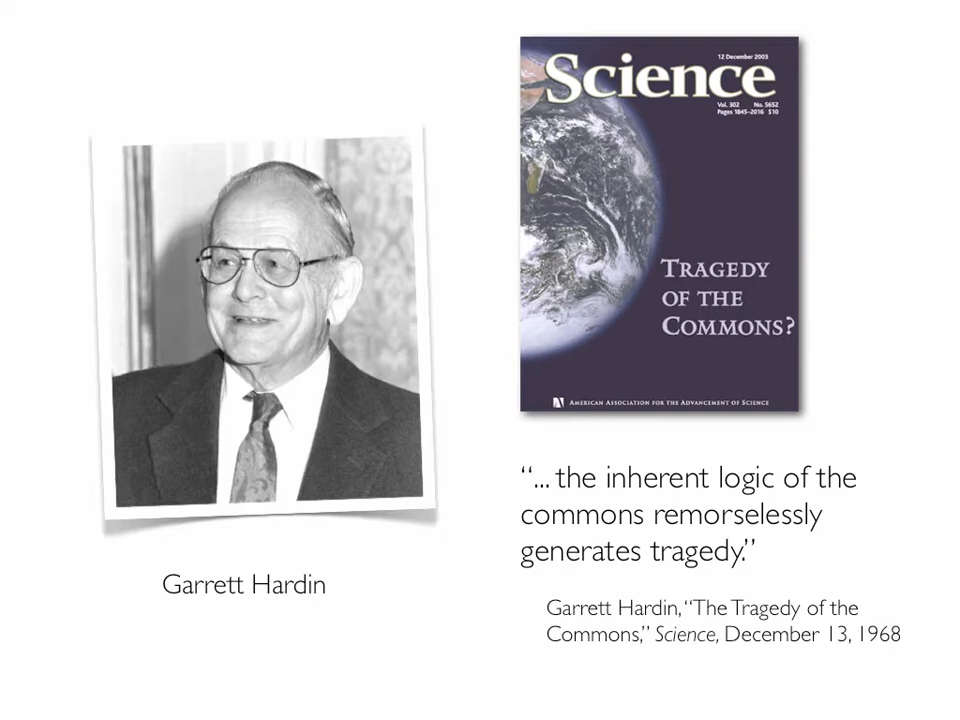 12 December 2003
Science
Vol. 302 No. 5652
Pages 1845–2016 $10
TRAGEDY
OF THE
COMMONS?
AMERICAN ASSOCIATION FOR THE ADVANCEMENT OF SCIENCE
“... the inherent logic of the
commons remorselessly
generates tragedy.”
Garrett Hardin
Garrett Hardin, “The Tragedy of the
Commons,” Science, December 13, 1968